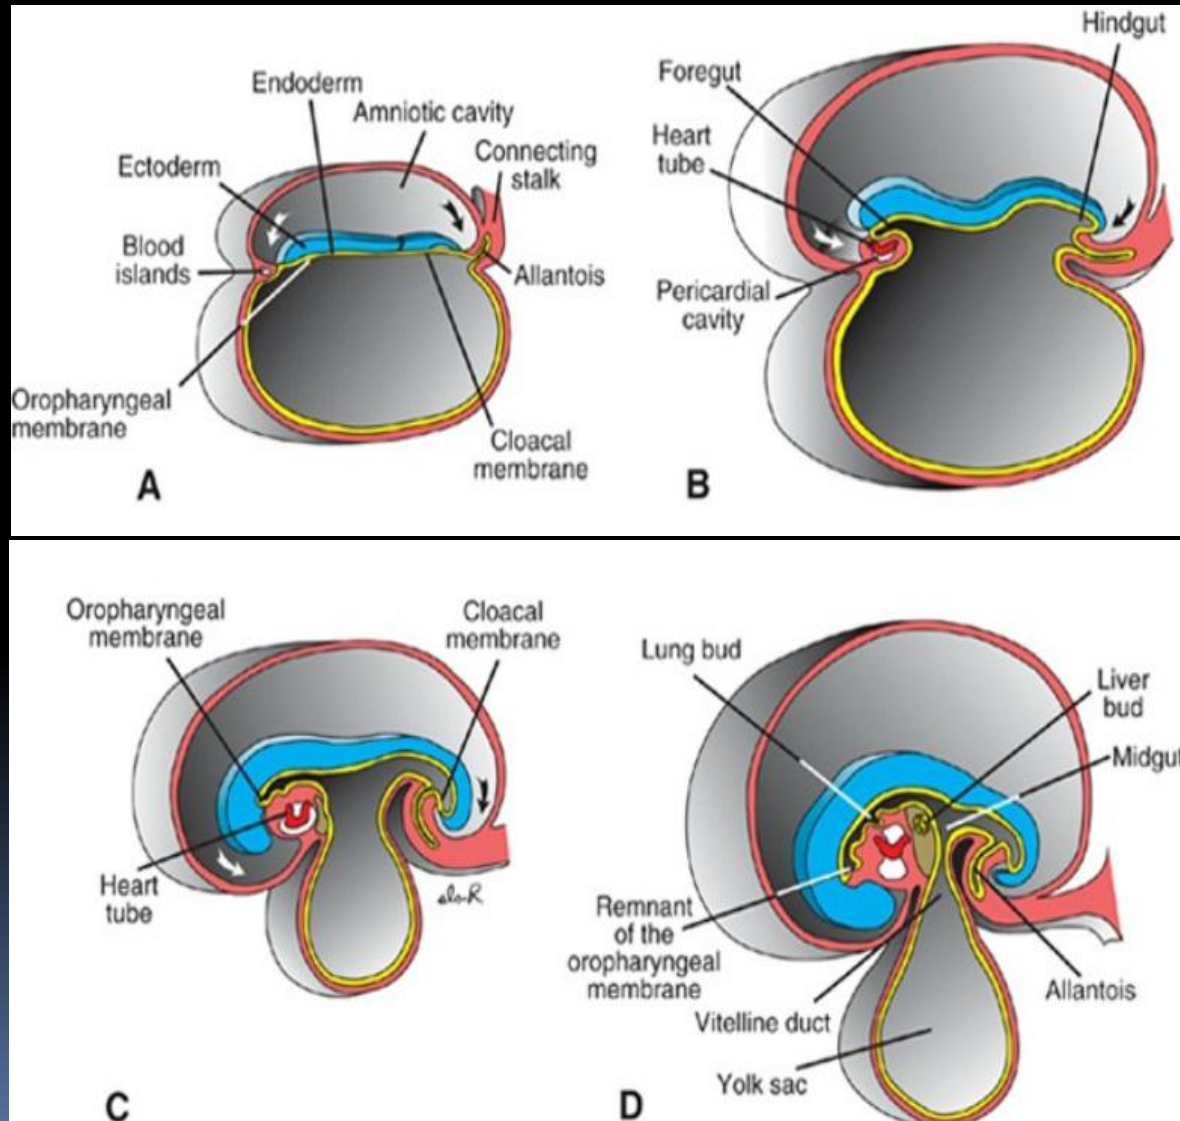 Endoderm
Amniotic cavity
Ectoderm
Connecting
stalk
Blood
islands
Allantois
Oropharyngeal
membrane
Cloacal
membrane
A
Hindgut
Foregut
Heart
tube
Pericardial
cavity
B
Oropharyngeal
membrane
Cloacal
membrane
Heart
tube
C
Lung bud
Liver
bud
Midgut
Remnant
of the
oropharyngeal
membrane
Vitelline duct
Allantois
Yolk sac
D